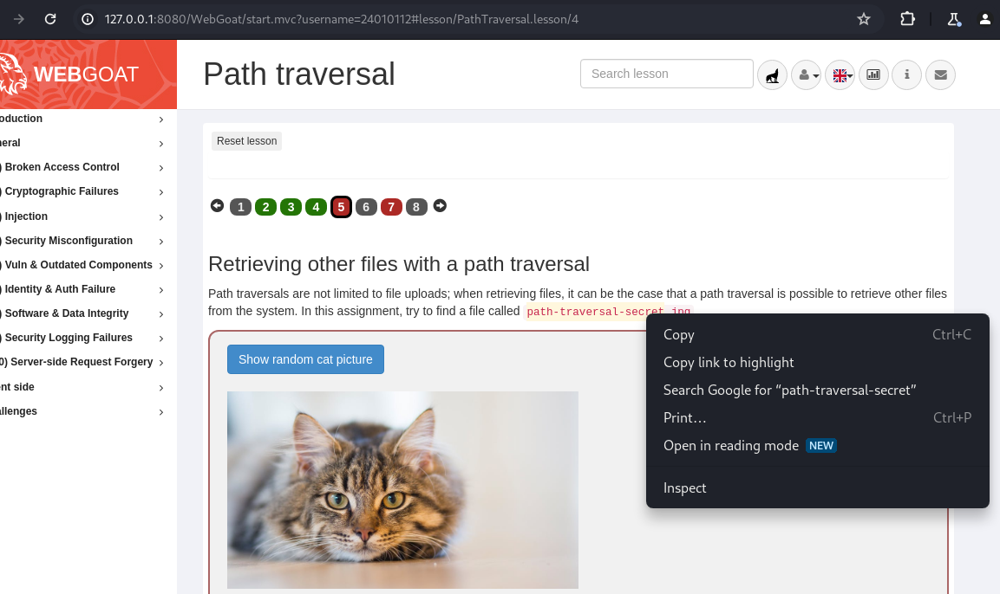 127.0.0.1:8080/WebGoat/start.mvc?username=24010112#lesson/PathTraversal.lesson/4
WEBGOAT
Path traversal
Search lesson
oduction
neral
) Broken Access Control
) Cryptographic Failures
) Injection
) Security Misconfiguration
) Vuln & Outdated Components
) Identity & Auth Failure
) Software & Data Integrity
) Security Logging Failures
0) Server-side Request Forgery
ent side
allenges
Reset lesson
1 2 3 4 5 6 7 8
Retrieving other files with a path traversal
Path traversals are not limited to file uploads; when retrieving files, it can be the case that a path traversal is possible to retrieve other files
from the system. In this assignment, try to find a file called path-traversal-secret.jpg
Show random cat picture
Copy Ctrl+C
Copy link to highlight
Search Google for “path-traversal-secret”
Print… Ctrl+P
Open in reading mode NEW
Inspect